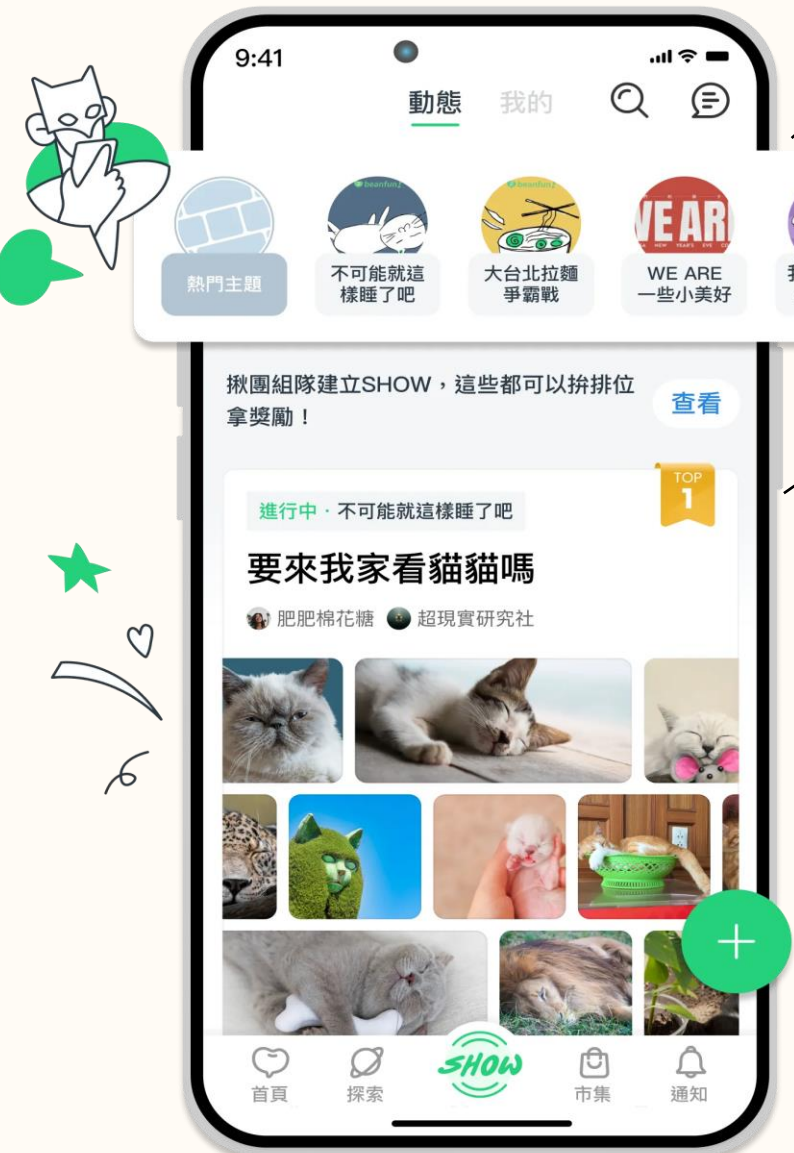 9:41
動態
我的
熱門主題
beanfun!
不可能就這
樣睡了吧
beanfun!
大台北拉麵
爭霸戰
WE ARE
一些小美好
揪團組隊建立SHOW，這些都可以拚排位
拿獎勵！
查看
TOP
1
進行中·不可能就這樣睡了吧
要來我家看貓貓嗎
肥肥棉花糖 超現實研究社
SHOW
首頁
探索
市集
通知